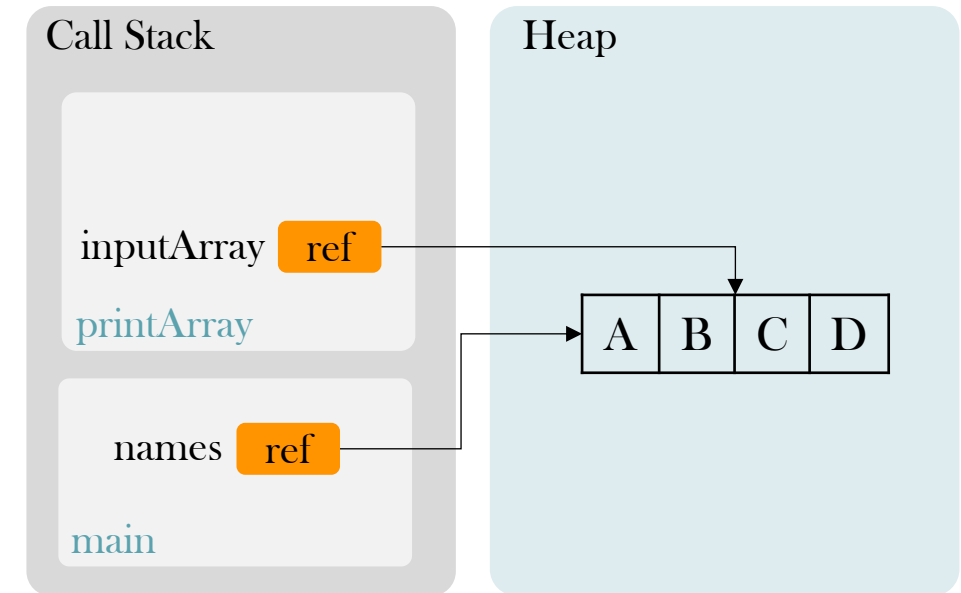 Call Stack
Heap
inputArray ref
printArray
A B C D
names ref
main